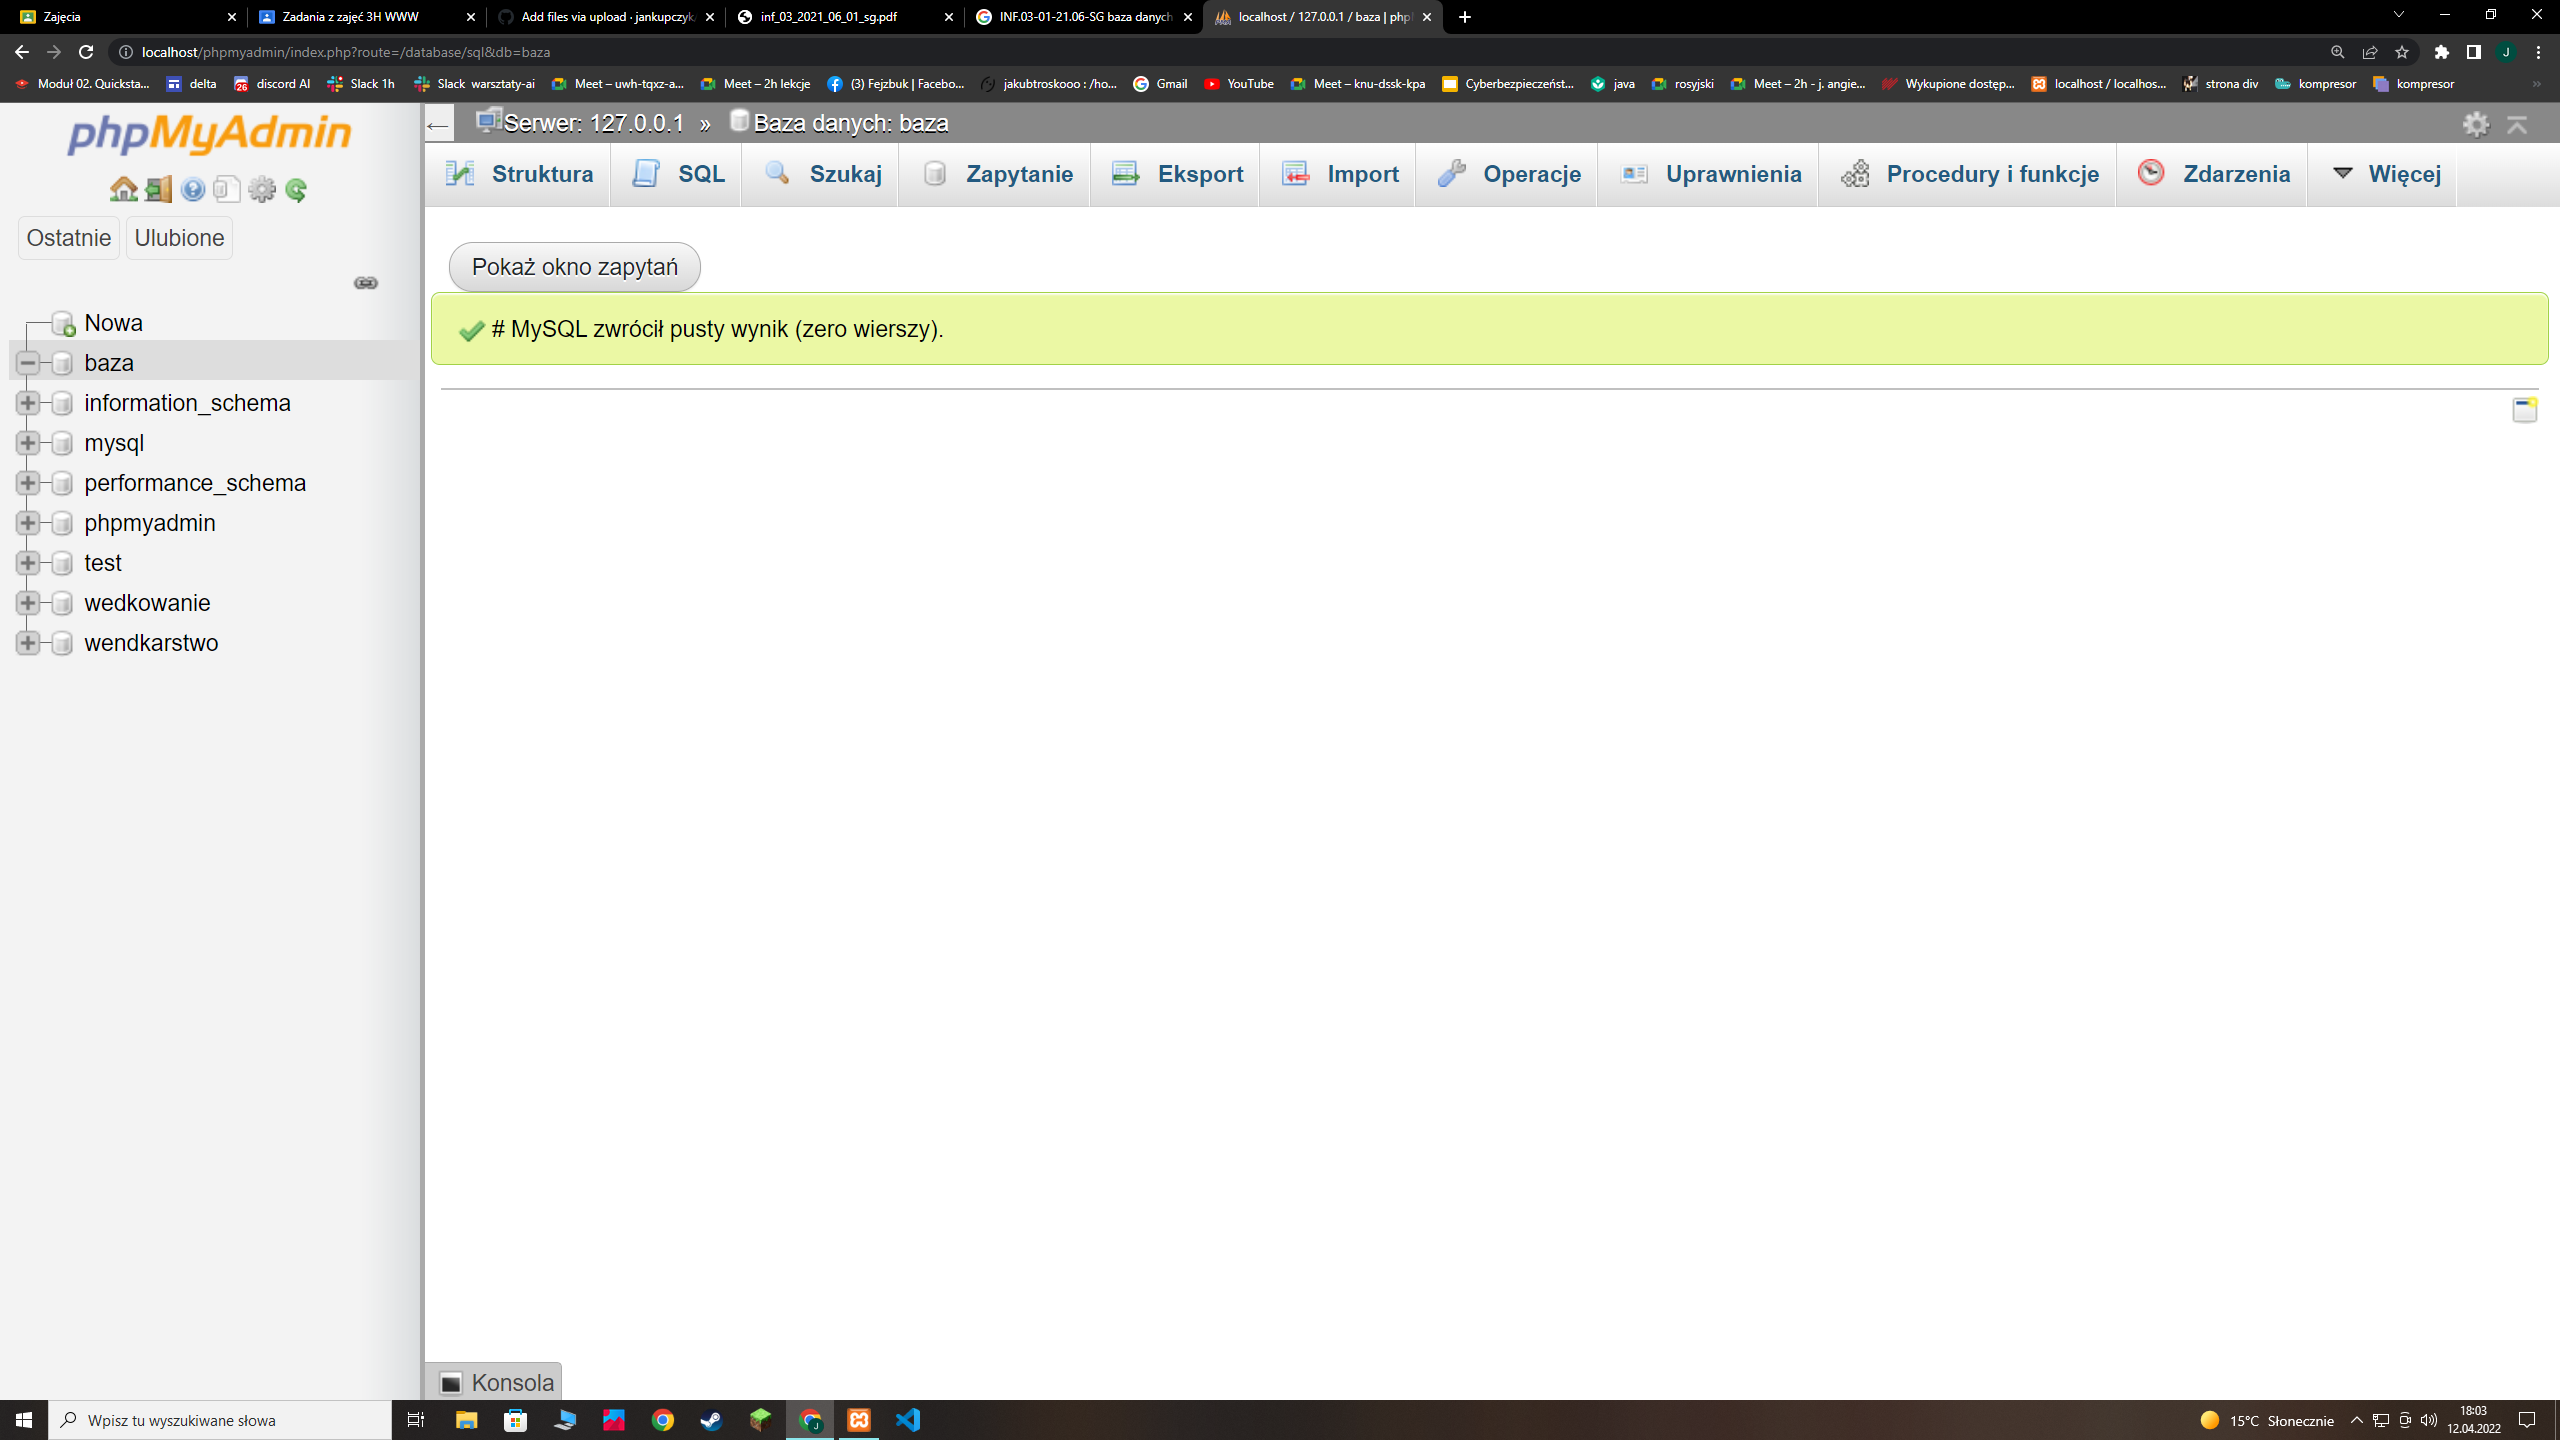 Zajęcia
Zadania z zajęć 3H WWW
Add files via upload · jankupczyk
inf_03_2021_06_01_sg.pdf
INF.03-01-21.06-SG baza danych
localhost / 127.0.0.1 / baza | php
localhost/phpmyadmin/index.php?route=/database/sql&db=baza
Moduł 02. Quicksta...
delta
26
discord AI
Slack 1h
Slack warsztaty-ai
Meet – uwh-tqxz-a...
Meet – 2h lekcje
(3) Fejzbuk | Facebo...
jakubtroskooo : /ho...
Gmail
YouTube
Meet – knu-dssk-kpa
Cyberbezpieczeńst...
java
rosyjski
Meet – 2h - j. angie...
Wykupione dostęp...
localhost / localhos...
strona div
kompresor
kompresor
phpMyAdmin
Ostatnie
Ulubione
Nowa
baza
information_schema
mysql
performance_schema
phpmyadmin
test
wedkowanie
wendkarstwo
← Serwer: 127.0.0.1 » Baza danych: baza
Struktura
SQL
Szukaj
Zapytanie
Eksport
Import
Operacje
Uprawnienia
Procedury i funkcje
Zdarzenia
Więcej
Pokaż okno zapytań
# MySQL zwrócił pusty wynik (zero wierszy).
Konsola
Wpisz tu wyszukiwane słowa
15°C Słonecznie
18:03
12.04.2022